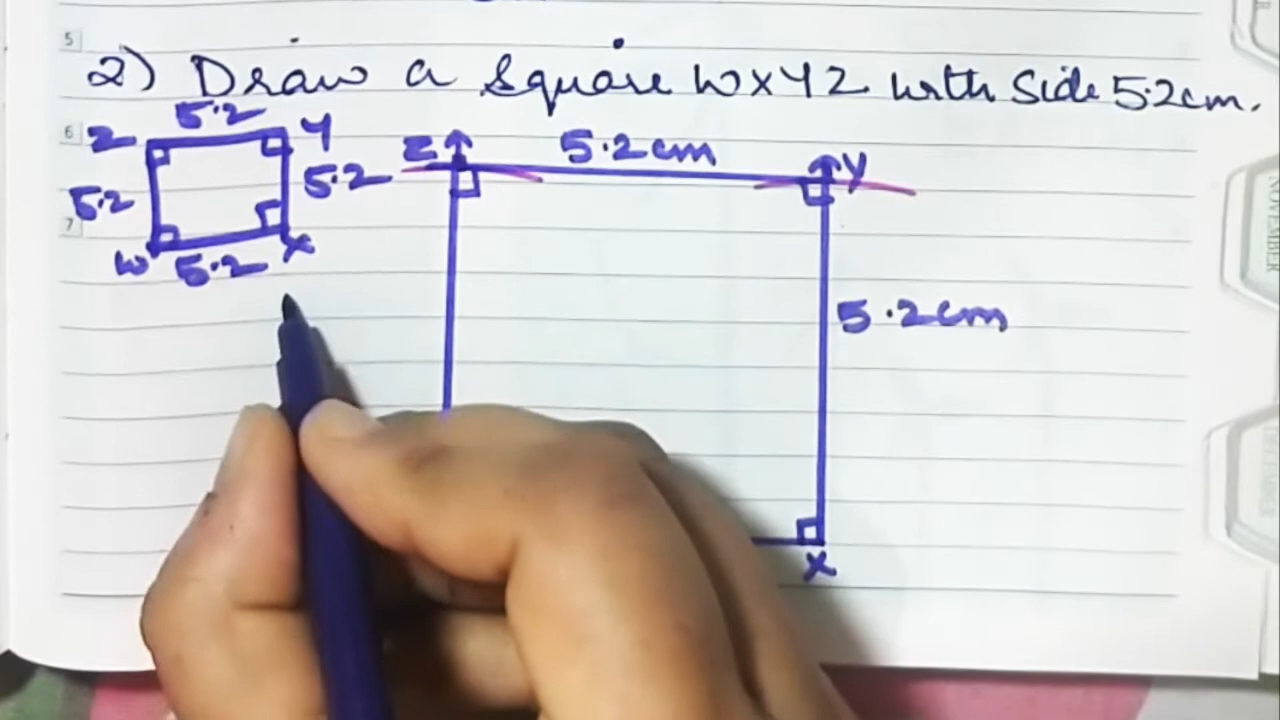 5
2) Draw a square WXYZ with side 5.2cm.
6
5.2
Z Y
Z 5.2cm Y
5.2 5.2
7
W 5.2 X
5.2cm
X
NOVEMBER